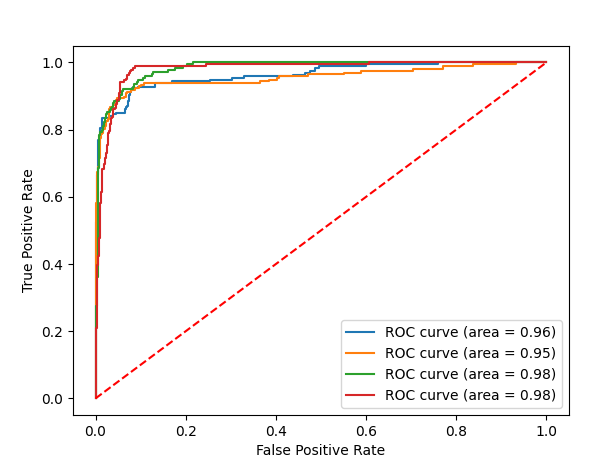 1.0
0.8
0.6
0.4
0.2
0.0
True Positive Rate
ROC curve (area = 0.96)
ROC curve (area = 0.95)
ROC curve (area = 0.98)
ROC curve (area = 0.98)
0.0 0.2 0.4 0.6 0.8 1.0
False Positive Rate